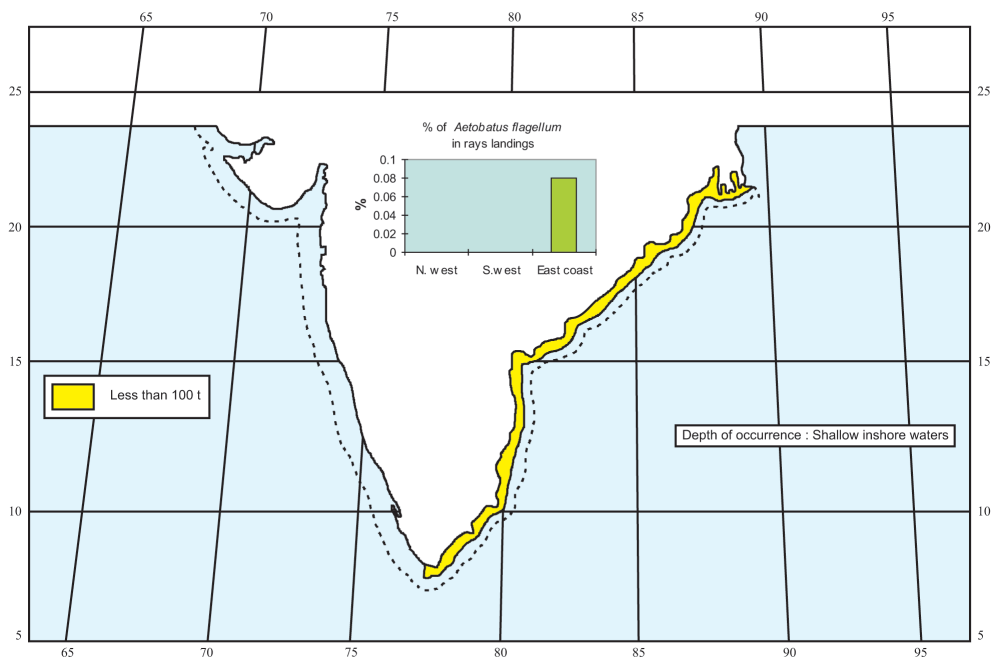 65 70 75 80 85 90 95
25 25
% of Aetobatus flagellum
in rays landings
0.1
0.08
0.06
0.04
0.02
0
%
N. west S.west East coast
20 20
15 15
Less than 100 t
Depth of occurrence : Shallow inshore waters
10 10
5 5
65 70 75 80 85 90 95